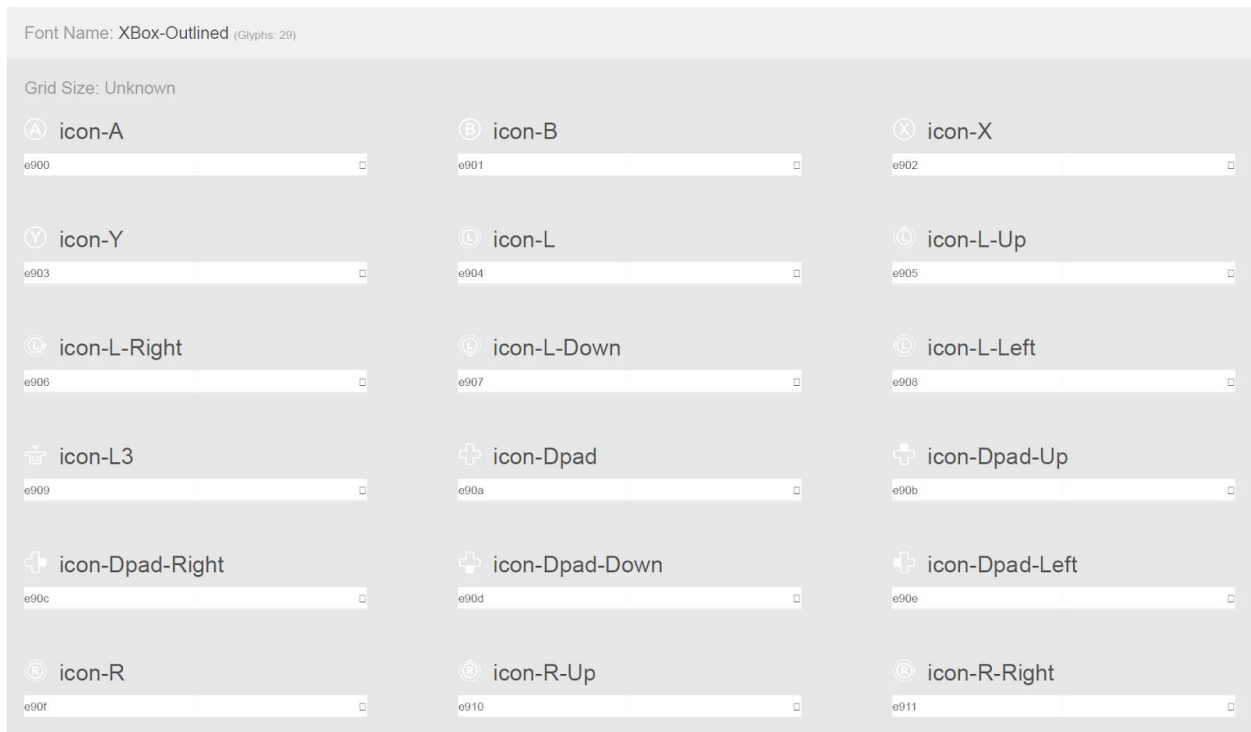 Font Name: XBox-Outlined (Glyphs: 29)
Grid Size: Unknown
A icon-A
e900
B icon-B
e901
X icon-X
e902
Y icon-Y
e903
L icon-L
e904
L icon-L-Up
e905
L icon-L-Right
e906
L icon-L-Down
e907
L icon-L-Left
e908
icon-L3
e909
icon-Dpad
e90a
icon-Dpad-Up
e90b
icon-Dpad-Right
e90c
icon-Dpad-Down
e90d
icon-Dpad-Left
e90e
R icon-R
e90f
R icon-R-Up
e910
R icon-R-Right
e911